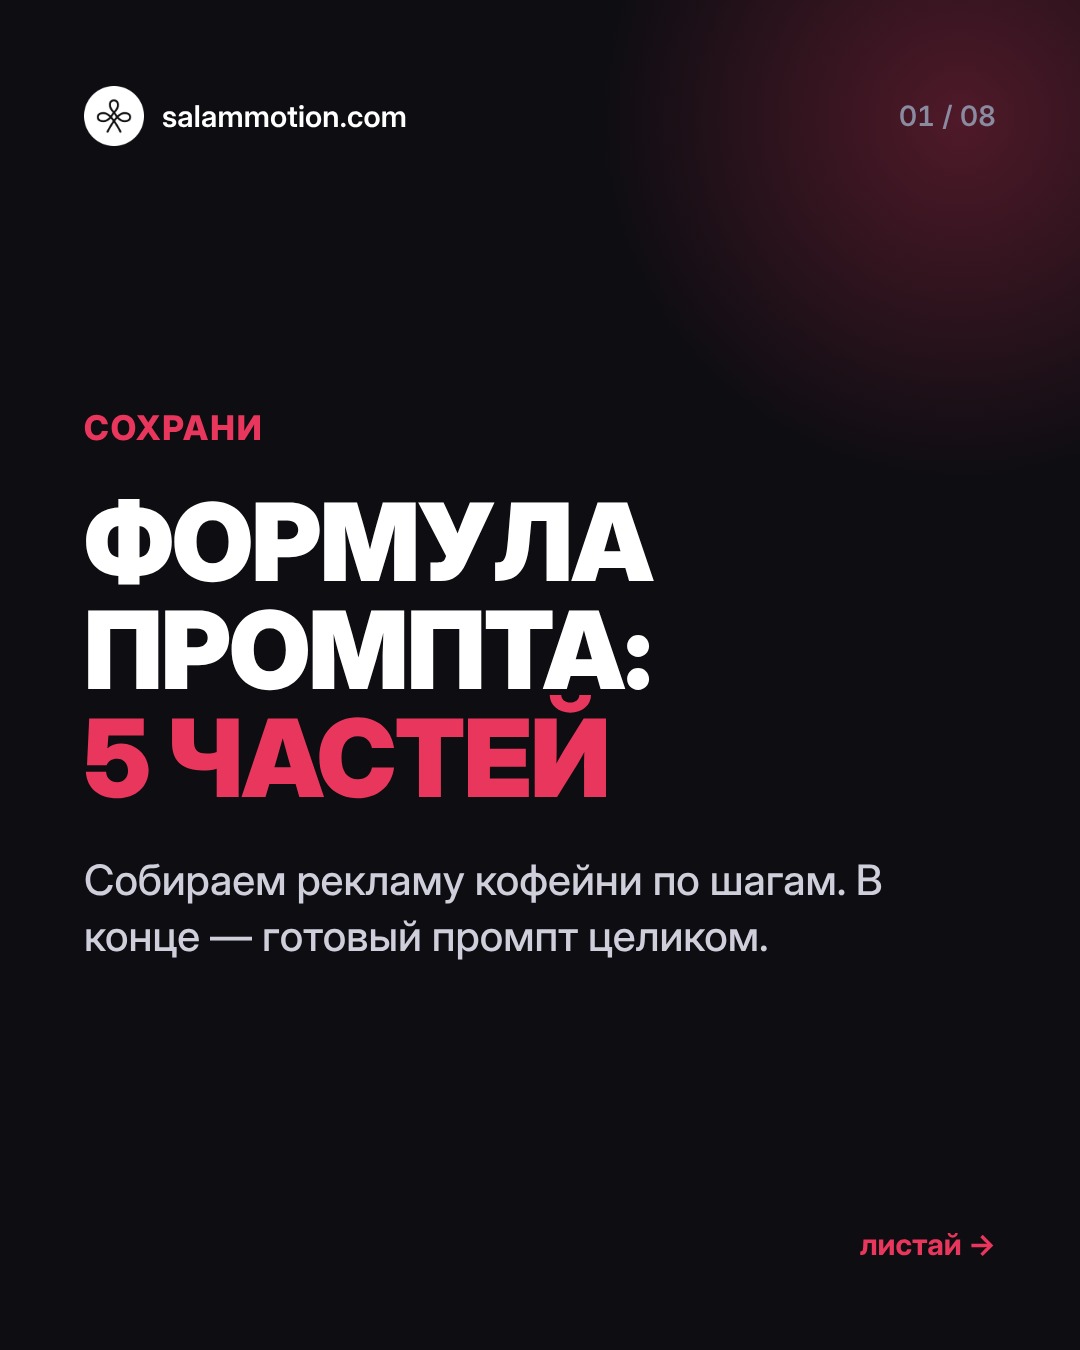 salammotion.com
01 / 08
СОХРАНИ
ФОРМУЛА
ПРОМПТА:
5 ЧАСТЕЙ
Собираем рекламу кофейни по шагам. В
конце — готовый промпт целиком.
листай →